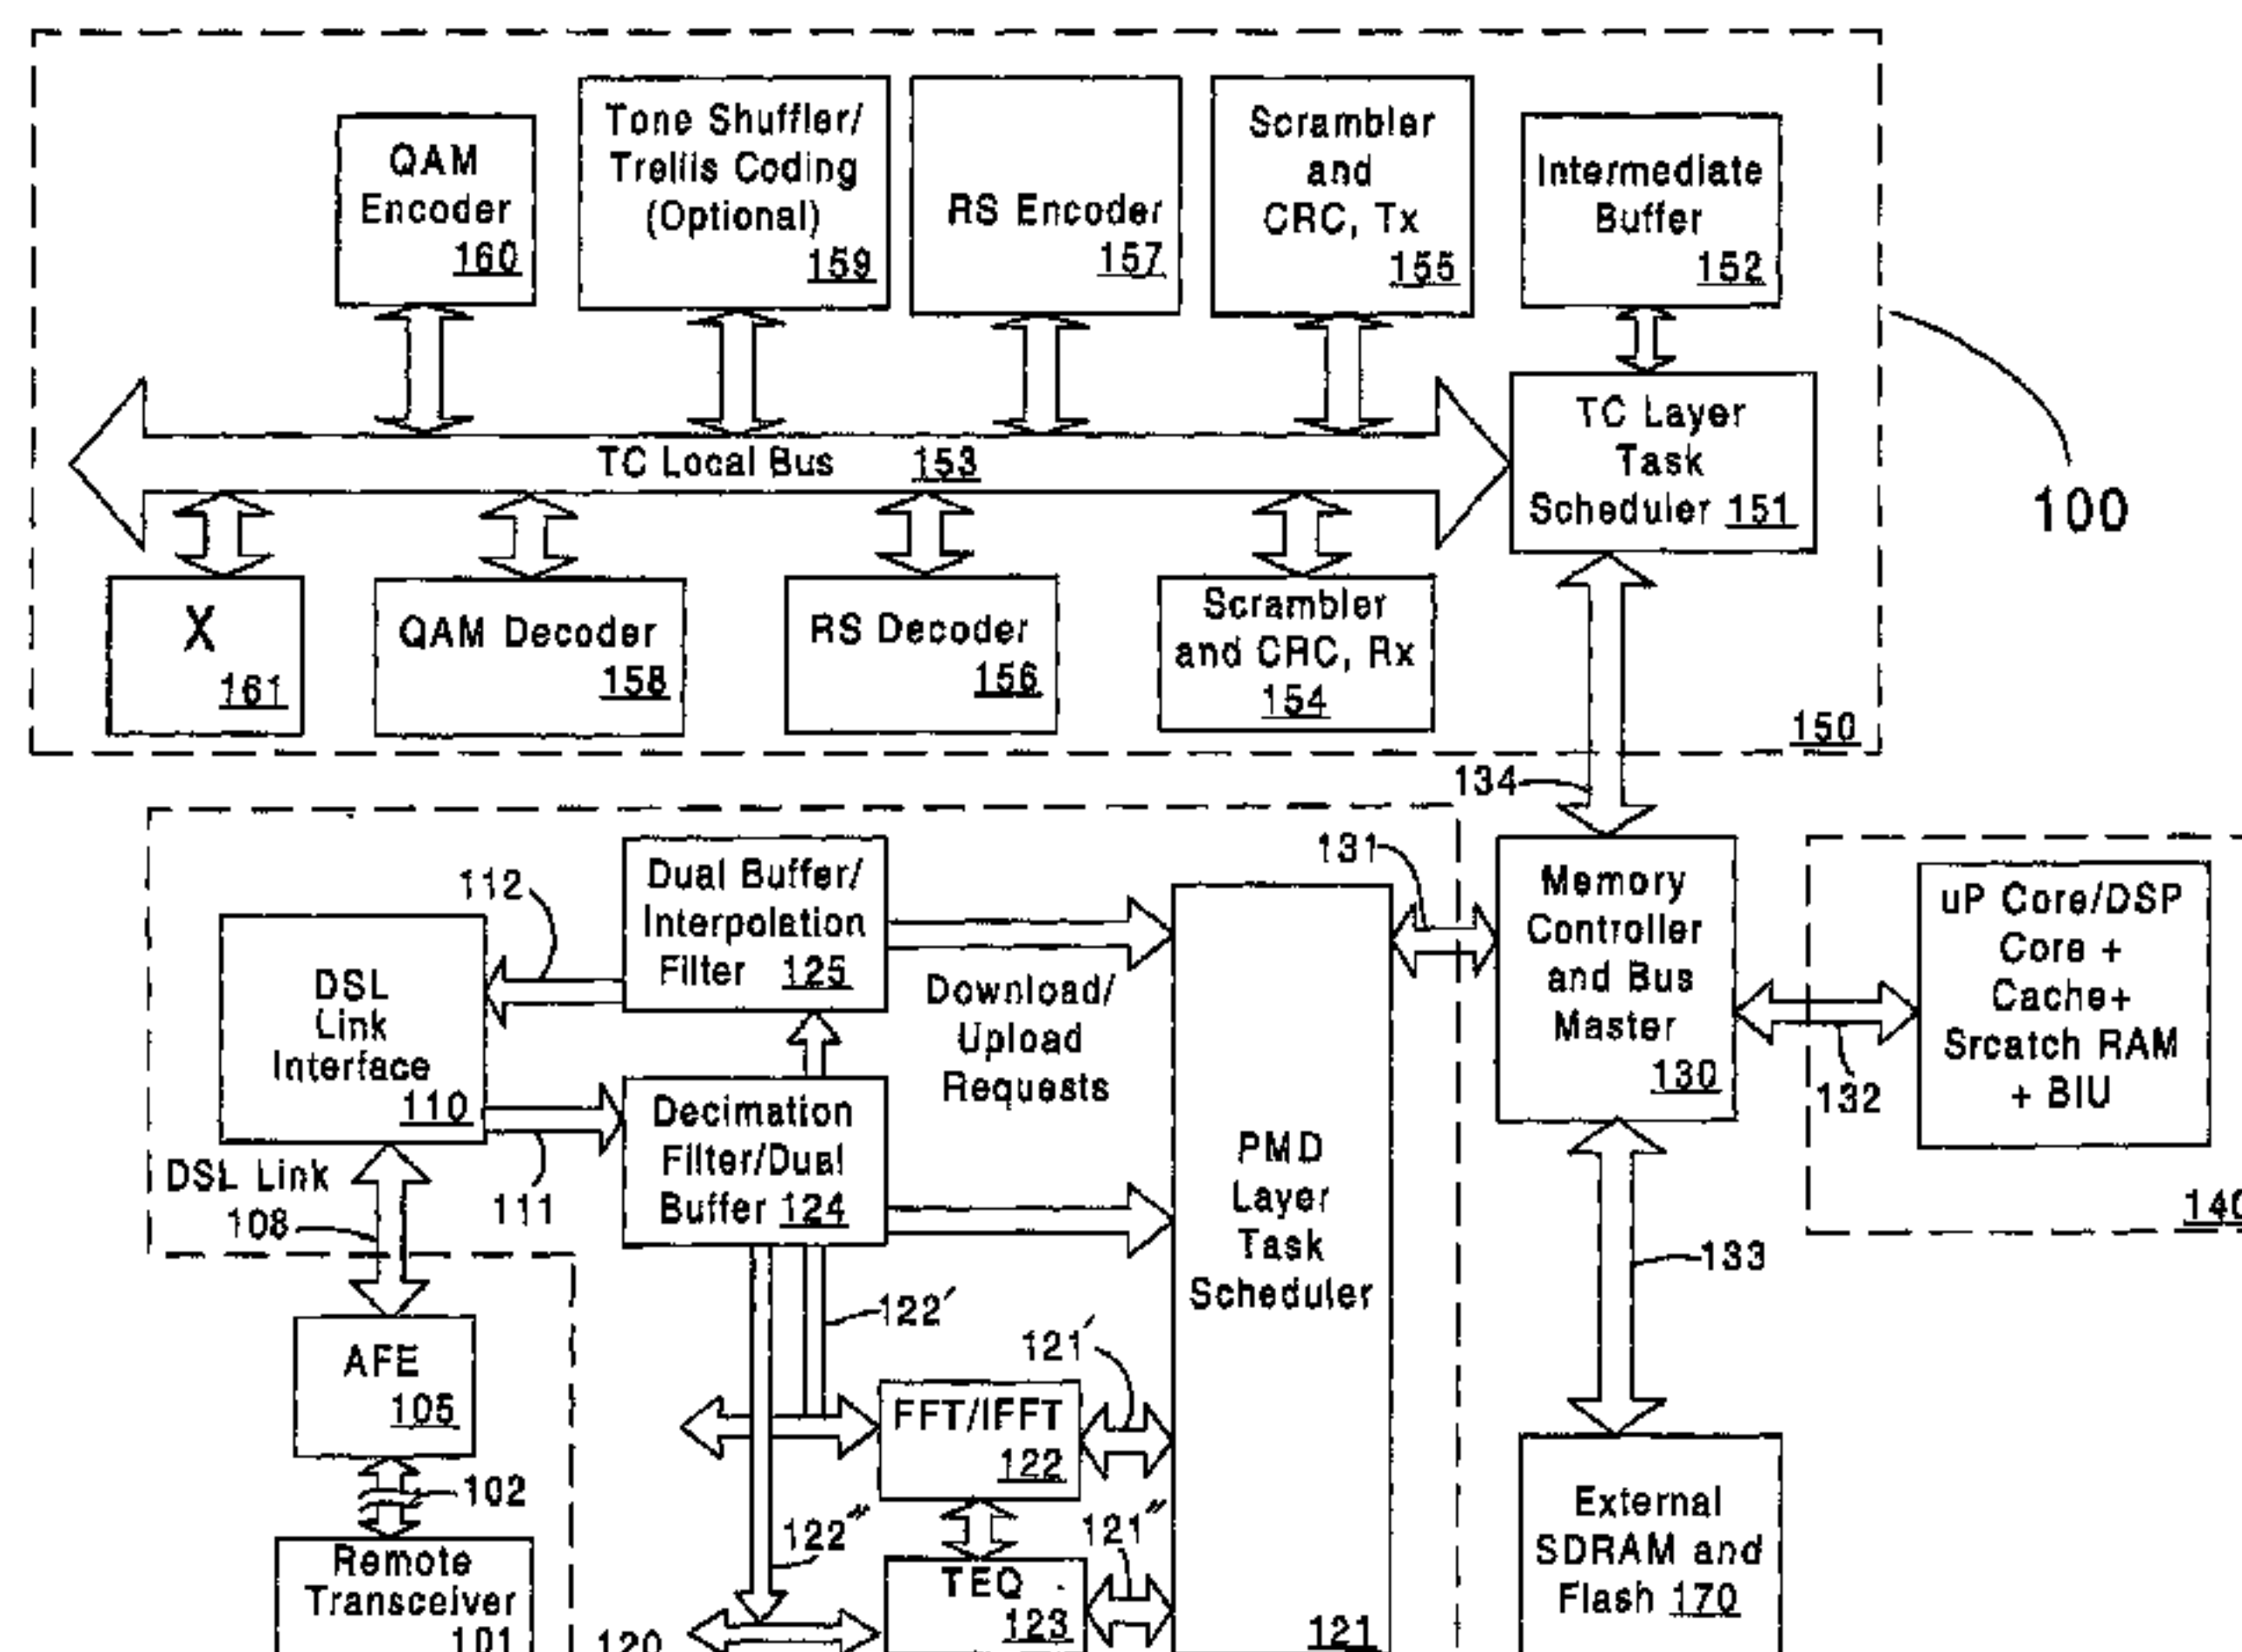 QAM
Encoder
160
Tone Shuffler/
Trellis Coding
(Optional)
159
RS Encoder
157
Scrambler
and
CRC, Tx
155
Intermediate
Buffer
152
TC Local Bus 153
TC Layer
Task
Scheduler 151
100
X
161
QAM Decoder
158
RS Decoder
156
Scrambler
and CRC, Rx
154
150
134
112
Dual Buffer/
Interpolation
Filter 125
131
Memory
Controller
and Bus
Master
130
uP Core/DSP
Core +
Cache+
Srcatch RAM
+ BIU
132
140
DSL
Link
Interface
110
Download/
Upload
Requests
Decimation
Filter/Dual
Buffer 124
111
DSL Link
108
PMD
Layer
Task
Scheduler
121
133
122′
121′
AFE
105
FFT/IFFT
122
102
122″
121″
Remote
Transceiver
101
120
TEQ
123
External
SDRAM and
Flash 170